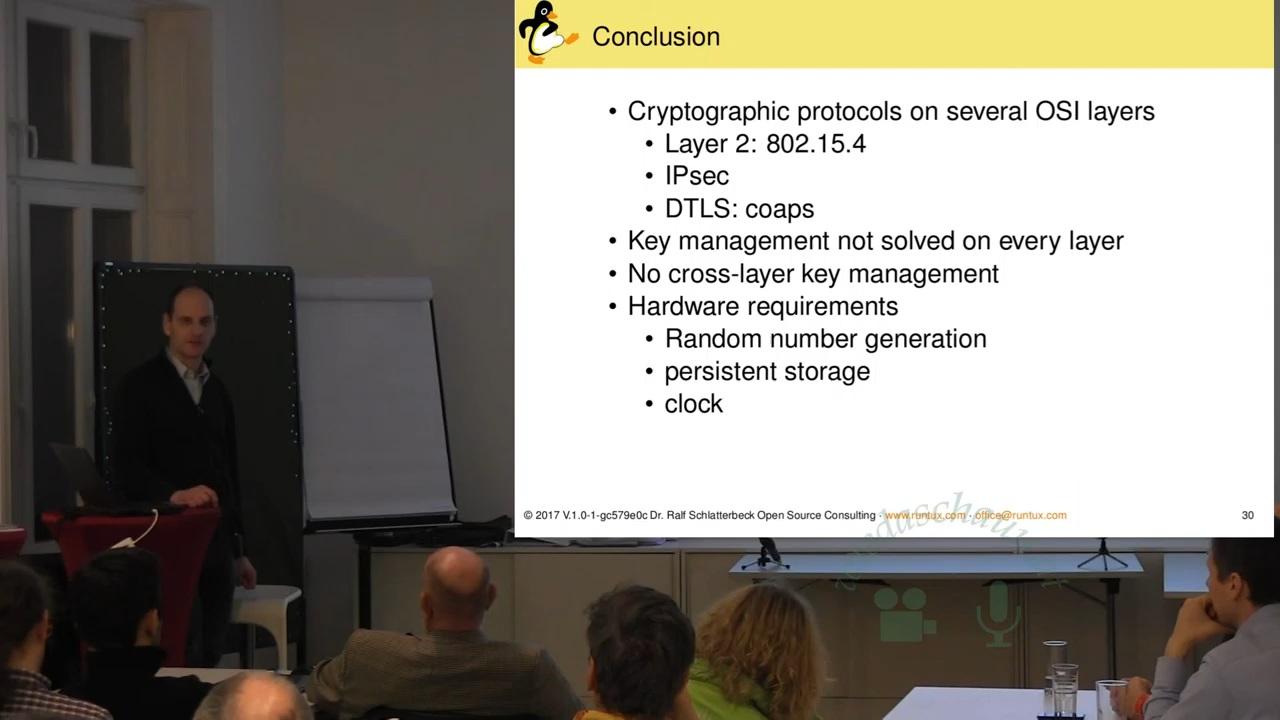 Conclusion
• Cryptographic protocols on several OSI layers
• Layer 2: 802.15.4
• IPsec
• DTLS: coaps
• Key management not solved on every layer
• No cross-layer key management
• Hardware requirements
• Random number generation
• persistent storage
• clock
© 2017 V.1.0-1-gc579e0c Dr. Ralf Schlatterbeck Open Source Consulting · www.runtux.com · office@runtux.com
30